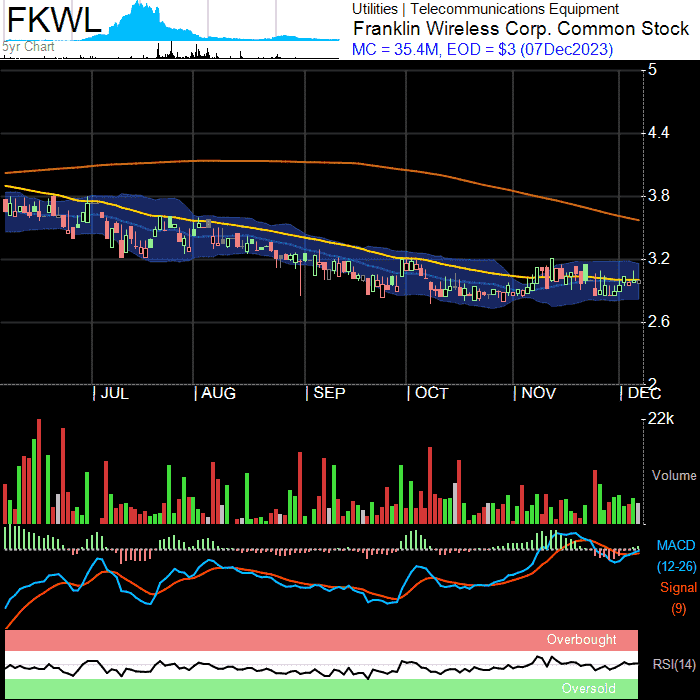 FKWL
5yr Chart
Utilities | Telecommunications Equipment
Franklin Wireless Corp. Common Stock
MC = 35.4M, EOD = $3 (07Dec2023)
5
4.4
3.8
3.2
2.6
2
JUL AUG SEP OCT NOV DEC
22k
Volume
MACD
(12-26)
Signal
(9)
Overbought
RSI(14)
Oversold